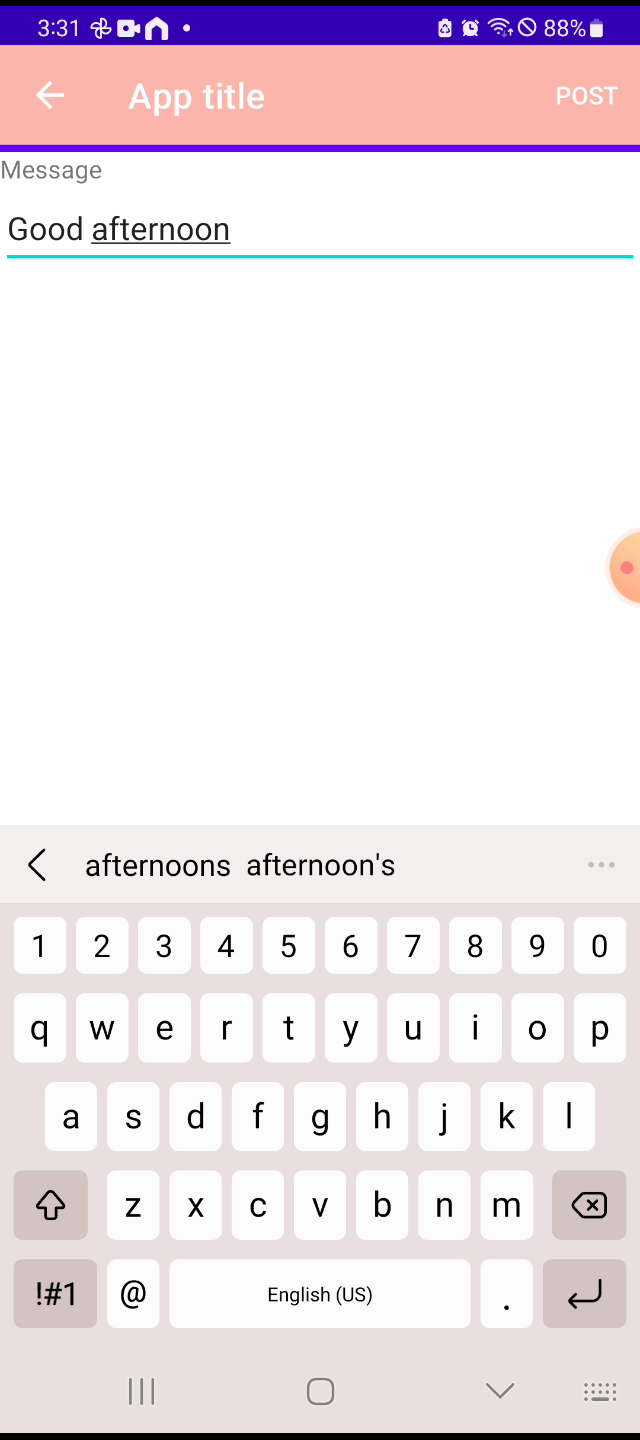 3:31 88%
App title POST
Message
Good afternoon
afternoons afternoon's
1 2 3 4 5 6 7 8 9 0
q w e r t y u i o p
a s d f g h j k l
z x c v b n m
!#1 @ English (US) .